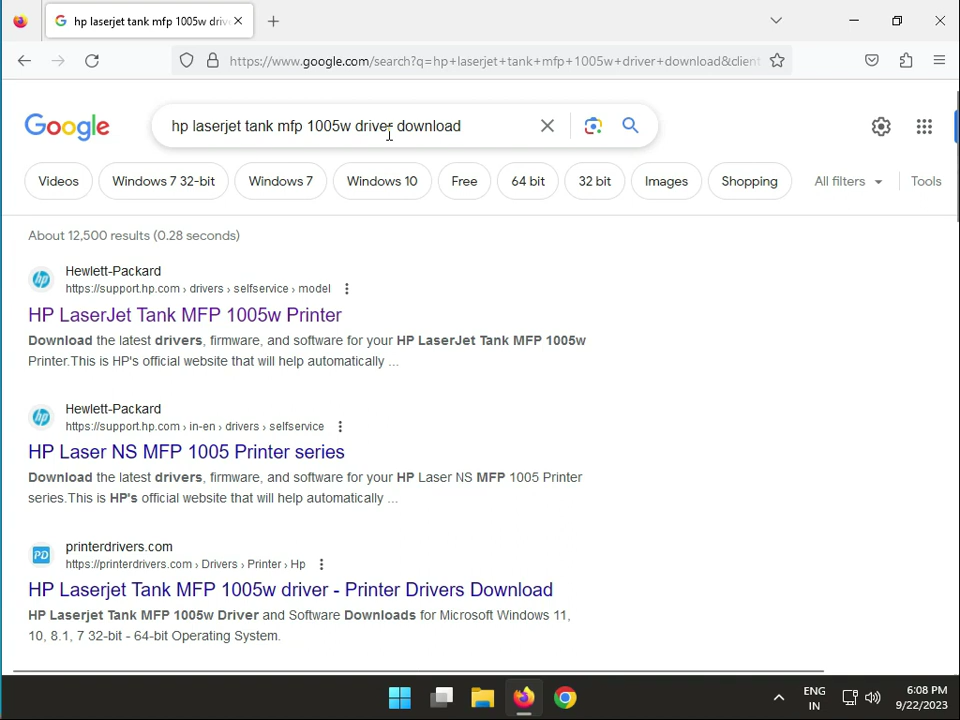 hp laserjet tank mfp 1005w driv
https://www.google.com/search?q=hp+laserjet+tank+mfp+1005w+driver+download&client
Google
hp laserjet tank mfp 1005w driver download
Videos
Windows 7 32-bit
Windows 7
Windows 10
Free
64 bit
32 bit
Images
Shopping
All filters
Tools
About 12,500 results (0.28 seconds)
hp
Hewlett-Packard
https://support.hp.com › drivers › selfservice › model
HP LaserJet Tank MFP 1005w Printer
Download the latest drivers, firmware, and software for your HP LaserJet Tank MFP 1005w
Printer.This is HP's official website that will help automatically ...
hp
Hewlett-Packard
https://support.hp.com › in-en › drivers › selfservice
HP Laser NS MFP 1005 Printer series
Download the latest drivers, firmware, and software for your HP Laser NS MFP 1005 Printer
series.This is HP's official website that will help automatically ...
PD
printerdrivers.com
https://printerdrivers.com › Drivers › Printer › Hp
HP Laserjet Tank MFP 1005w driver - Printer Drivers Download
HP Laserjet Tank MFP 1005w Driver and Software Downloads for Microsoft Windows 11,
10, 8.1, 7 32-bit - 64-bit Operating System.
ENG
IN
6:08 PM
9/22/2023